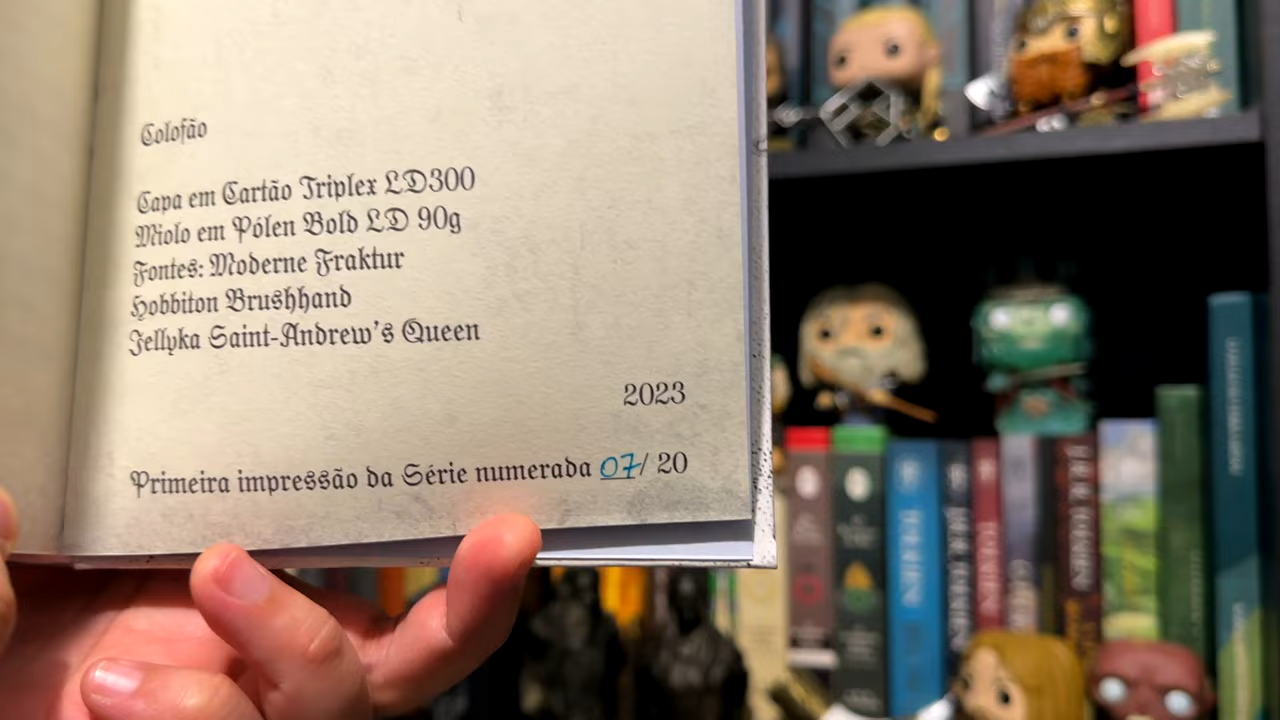 Colofão
Capa em Cartão Triplex LD300
Miolo em Pólen Bold LD 90g
Fontes: Moderne Fraktur
Hobbiton Brushhand
Jellyka Saint-Andrew's Queen
2023
Primeira impressão da Série numerada 07/ 20
TOLKIEN